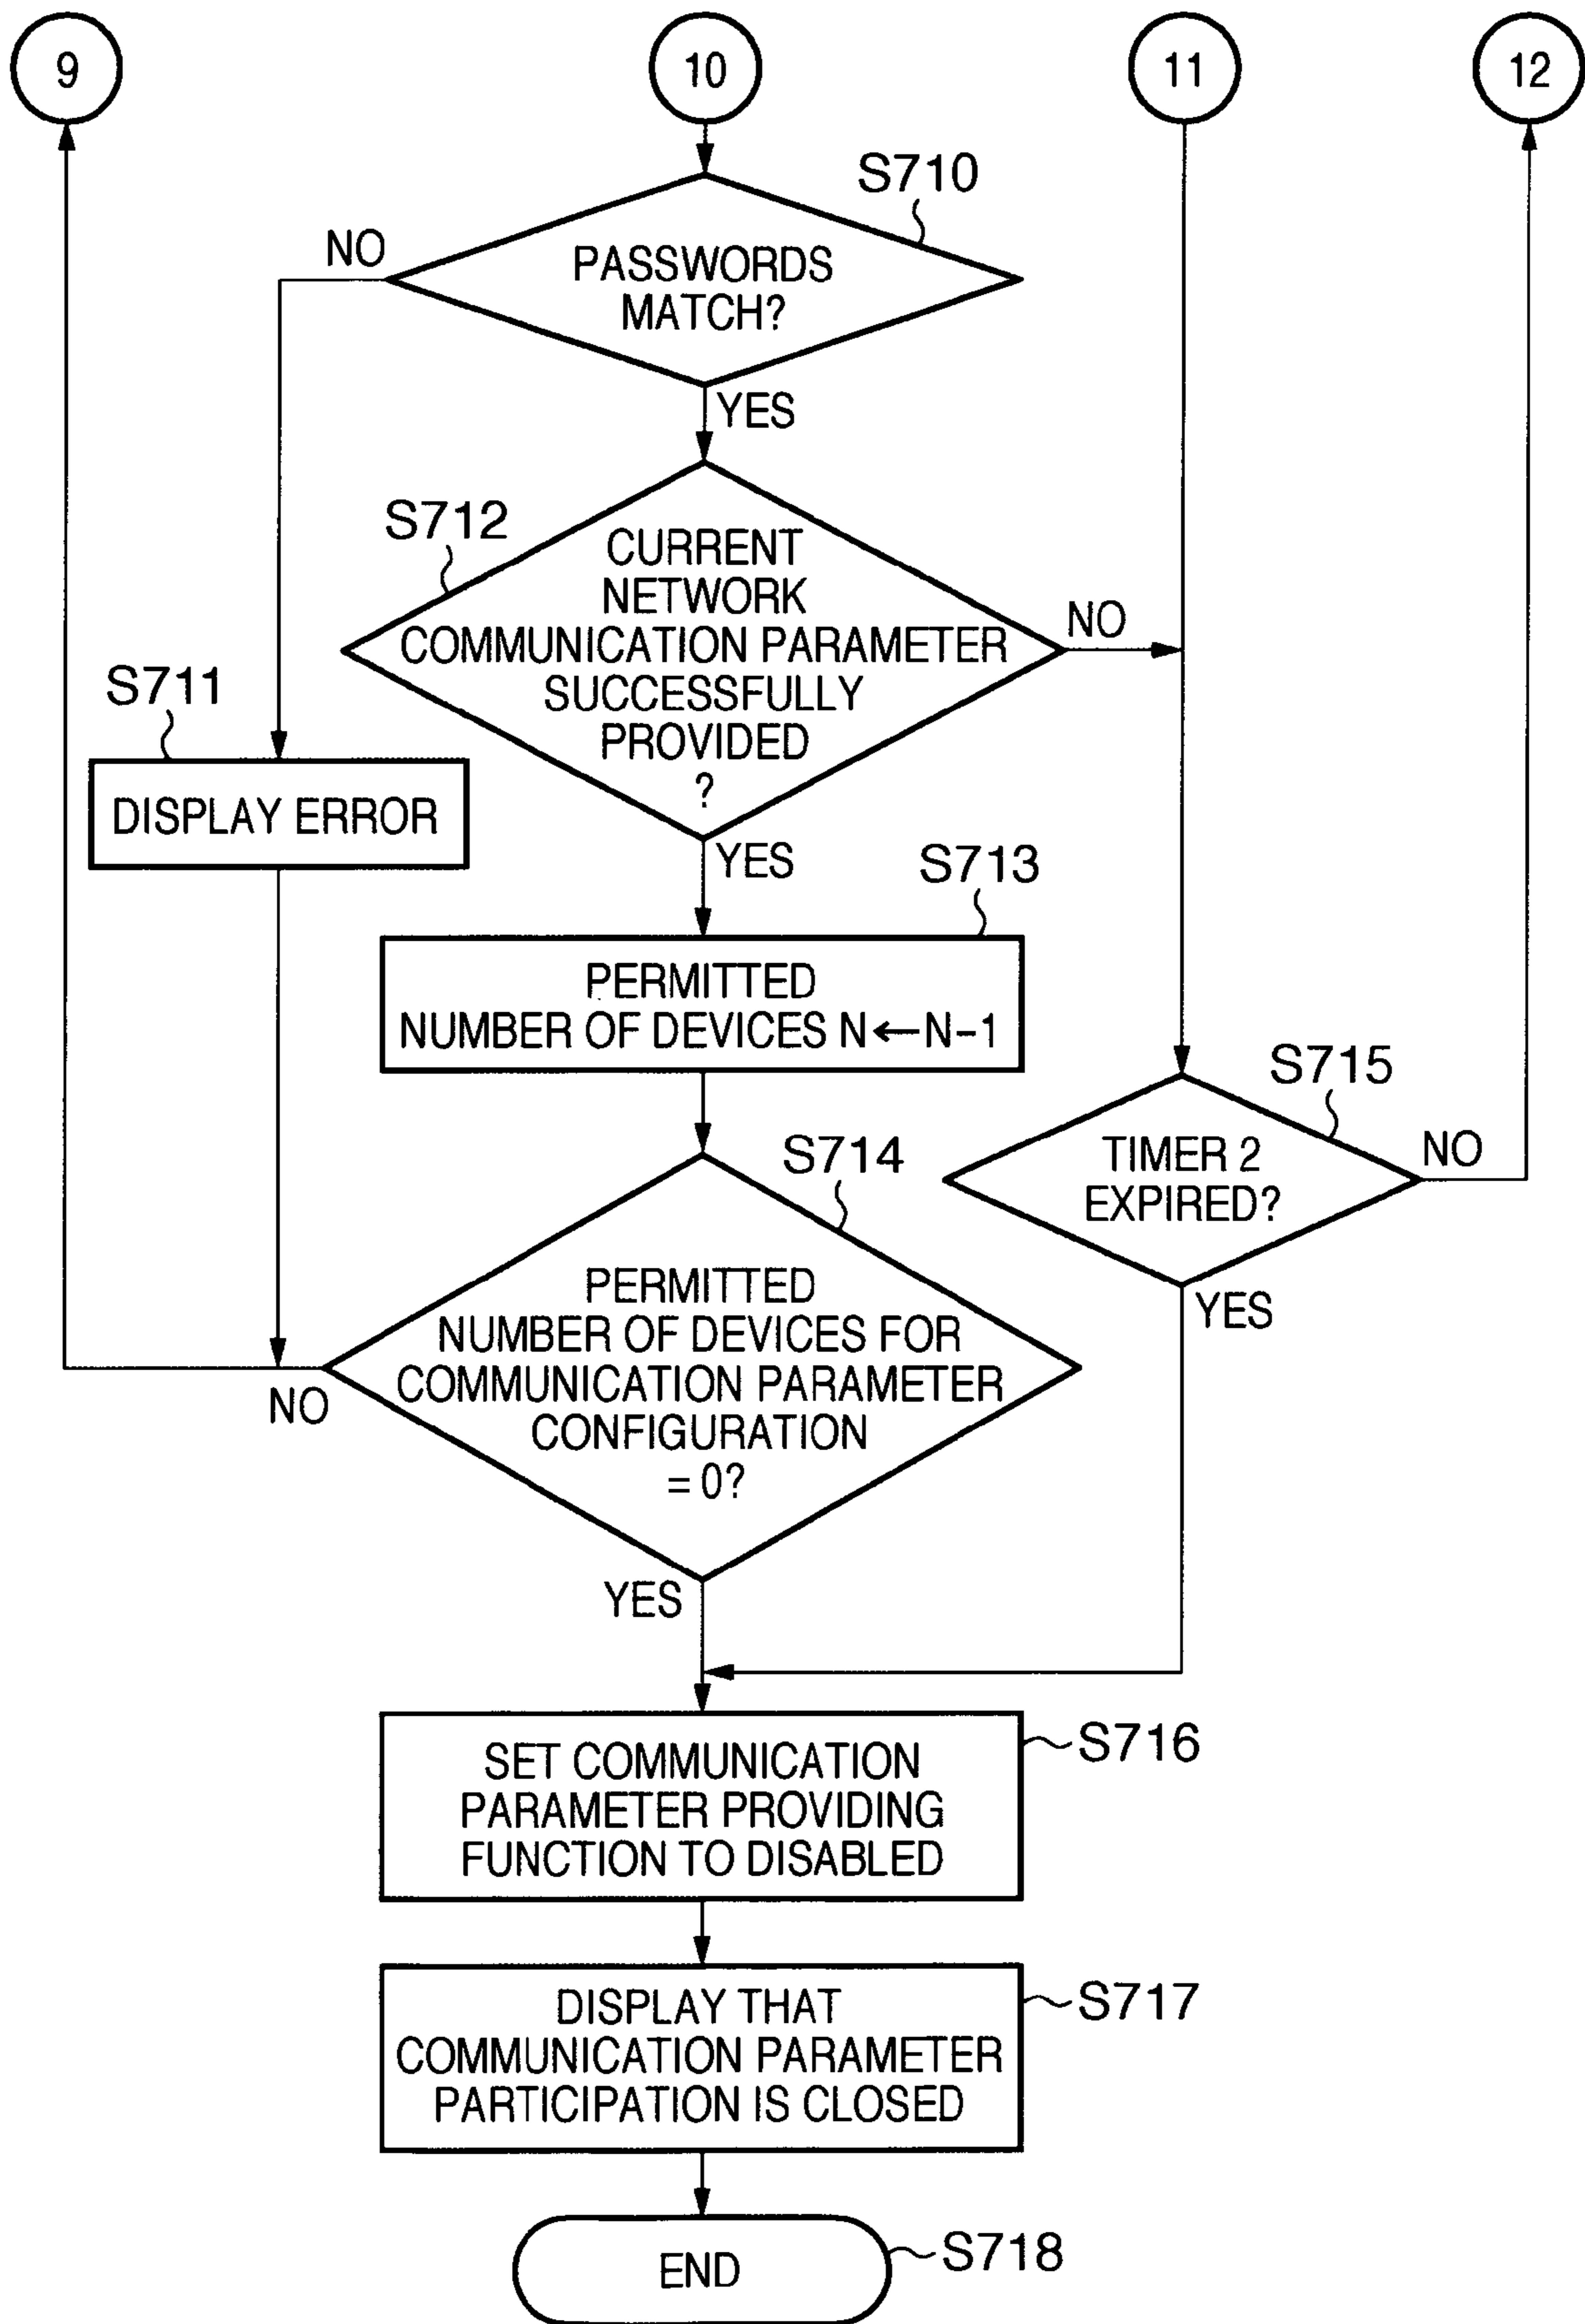 9
10
11
12
S710
NO
PASSWORDS
MATCH?
YES
S712
CURRENT
NETWORK
COMMUNICATION PARAMETER
SUCCESSFULLY
PROVIDED
?
NO
S711
DISPLAY ERROR
YES
S713
PERMITTED
NUMBER OF DEVICES N←N-1
S715
TIMER 2
EXPIRED?
NO
YES
S714
PERMITTED
NUMBER OF DEVICES FOR
COMMUNICATION PARAMETER
CONFIGURATION
= 0?
NO
YES
SET COMMUNICATION
PARAMETER PROVIDING
FUNCTION TO DISABLED
S716
DISPLAY THAT
COMMUNICATION PARAMETER
PARTICIPATION IS CLOSED
S717
END
S718